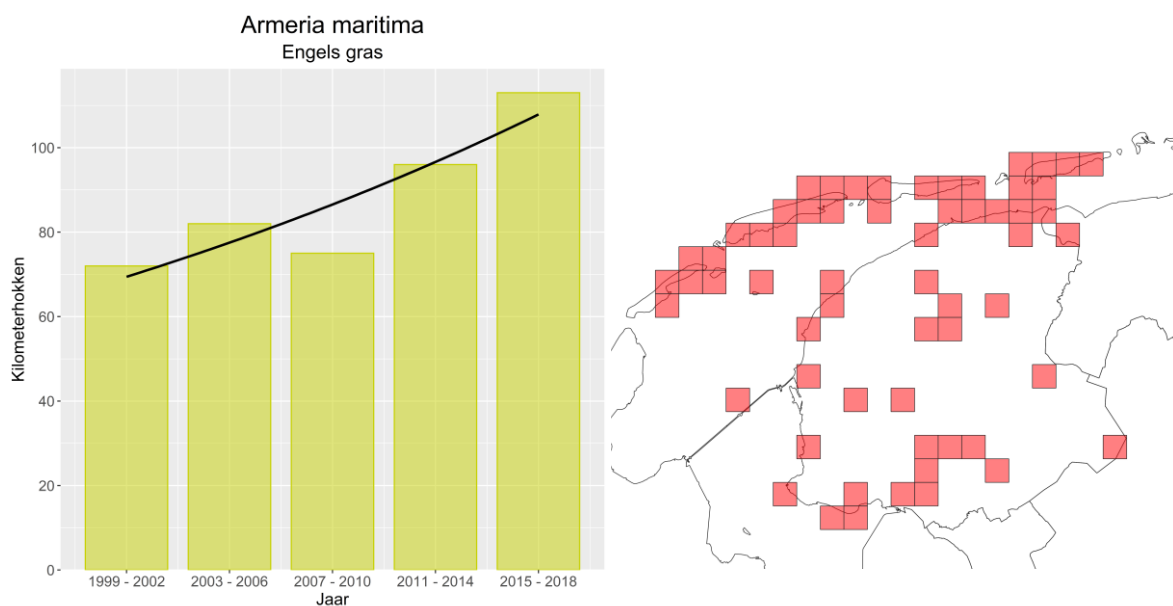 Armeria maritima
Engels gras
Kilometerhokken
100
80
60
40
20
0
1999 - 2002
2003 - 2006
2007 - 2010
2011 - 2014
2015 - 2018
Jaar